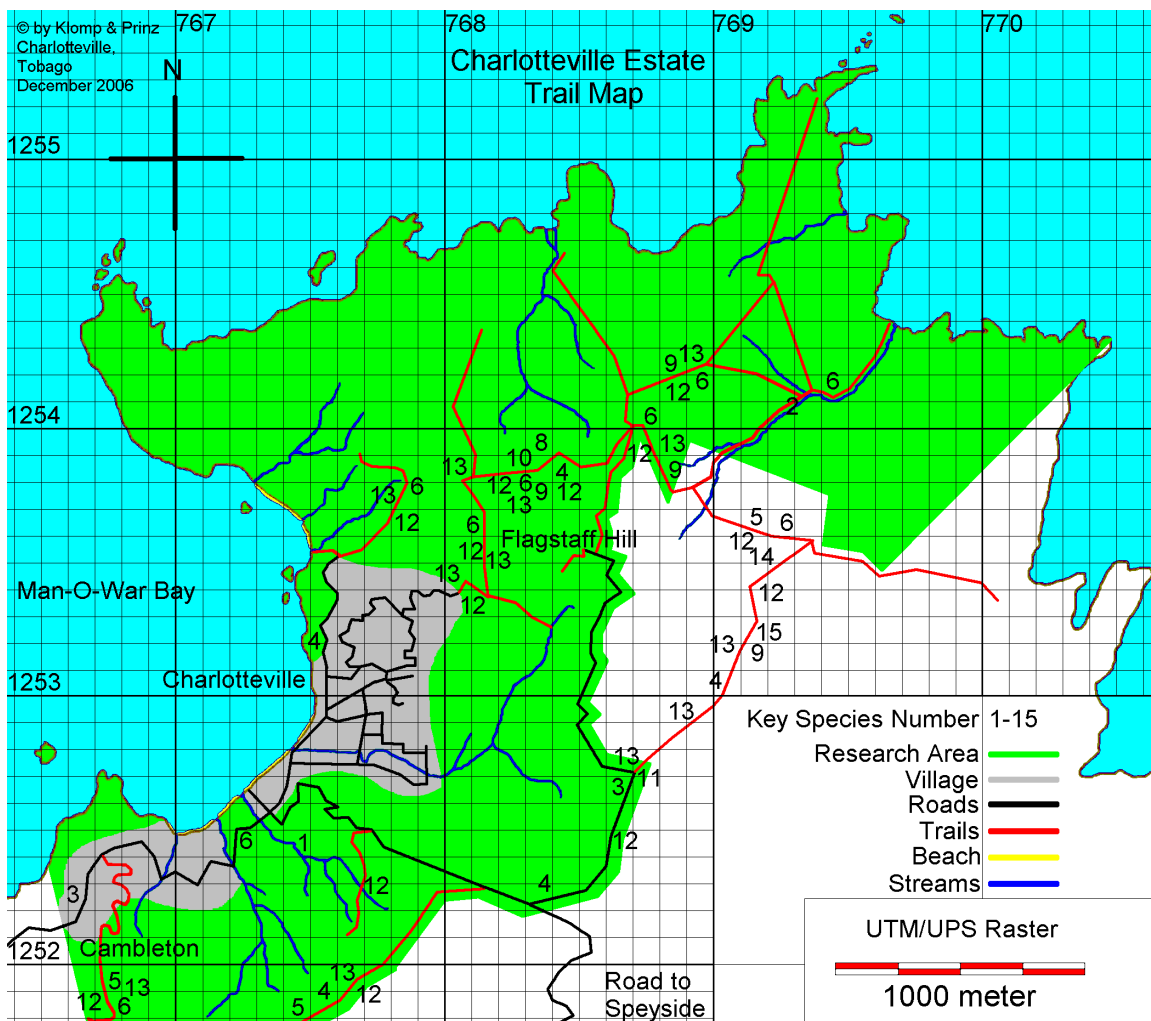 © by Klomp & Prinz
Charlotteville,
Tobago
December 2006
767
768
769
770
N
Charlotteville Estate
Trail Map
1255
9 13
12 6
6
2
1254
6
12 13
9
8
10 4
13 12 6 9 12
13
13 6
12
6
12 13
Flagstaff Hill
5 6
12
14
13
12
12
Man-O-War Bay
4
15
13 9
Charlotteville
1253
4
13
Key Species Number 1-15
Research Area
Village
Roads
Trails
Beach
Streams
13
3 11
12
6 1
12
4
3
Cambleton
1252
5 13
12 6
13
4 12
5
Road to
Speyside
UTM/UPS Raster
1000 meter